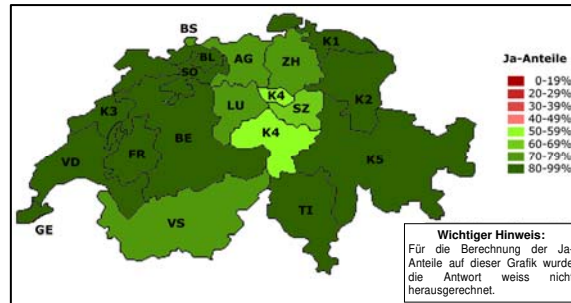 BS
BL
AG
ZH
K1
SO
K4
SZ
K2
K3
LU
BE
K4
K5
VD
FR
GE
VS
TI
Ja-Anteile
0-19%
20-29%
30-39%
40-49%
50-59%
60-69%
70-79%
80-99%
Wichtiger Hinweis:
Für die Berechnung der Ja-
Anteile auf dieser Grafik wurde
die Antwort weiss nicht
herausgerechnet.